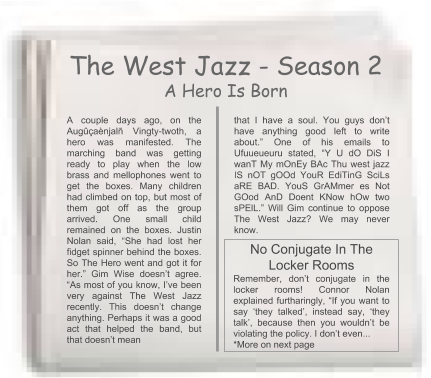 The West Jazz - Season 2
A Hero Is Born
A couple days ago, on the
Augûçaènjalñ Vingty-twoth, a
hero was manifested. The
marching band was getting
ready to play when the low
brass and mellophones went to
get the boxes. Many children
had climbed on top, but most of
them got off as the group
arrived. One small child
remained on the boxes. Justin
Nolan said, “She had lost her
fidget spinner behind the boxes.
So The Hero went and got it for
her.” Gim Wise doesn’t agree.
“As most of you know, I’ve been
very against The West Jazz
recently. This doesn’t change
anything. Perhaps it was a good
act that helped the band, but
that doesn’t mean
that I have a soul. You guys don’t
have anything good left to write
about.” One of his emails to
Ufuueueuru stated, “Y U dO DiS I
wanT My mOnEy BAc Thu west jazz
IS nOT gOOd YouR EdiTinG SciLs
aRE BAD. YouS GrAMmer es Not
GOod AnD Doent KNow hOw two
sPEIL.” Will Gim continue to oppose
The West Jazz? We may never
know.
No Conjugate In The
Locker Rooms
Remember, don’t conjugate in the
locker rooms! Connor Nolan
explained furtharingly, “If you want to
say ‘they talked’, instead say, ‘they
talk’, because then you wouldn’t be
violating the policy. I don’t even...
*More on next page